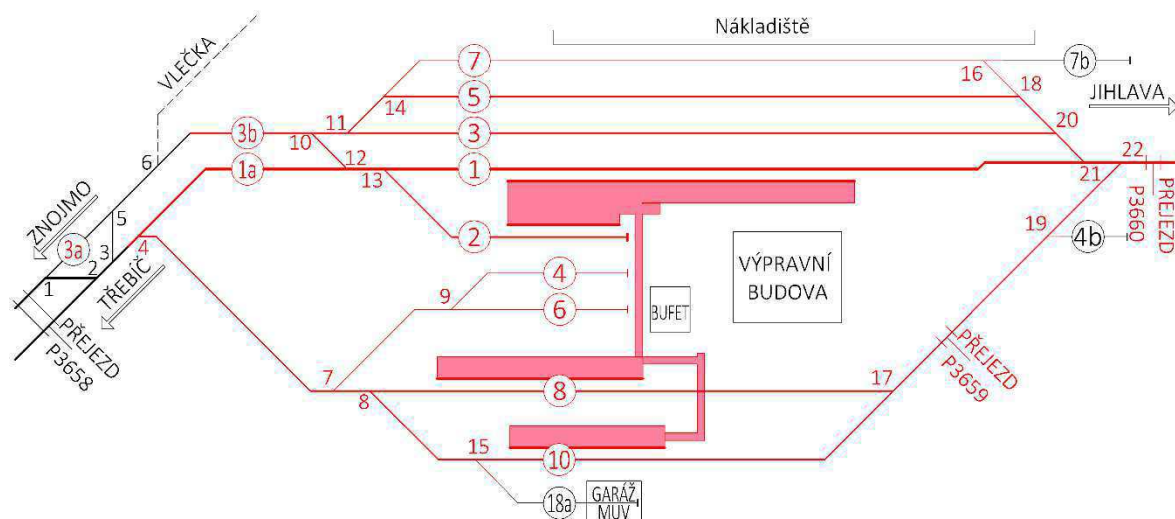 Nákladiště
VLEČKA
7
16
7b
5
14
18
JIHLAVA
3b
11
3
20
10
6
1a
12
1
22
13
21
PŘEJEZD
P3660
ZNOJMO
5
3a
3
4
2
1
TŘEBÍČ
PŘEJEZD
P3658
2
19
4b
4
VÝPRAVNÍ
BUDOVA
9
6
BUFET
PŘEJEZD
P3659
7
8
8
17
15
10
18a
GARÁŽ
MUV